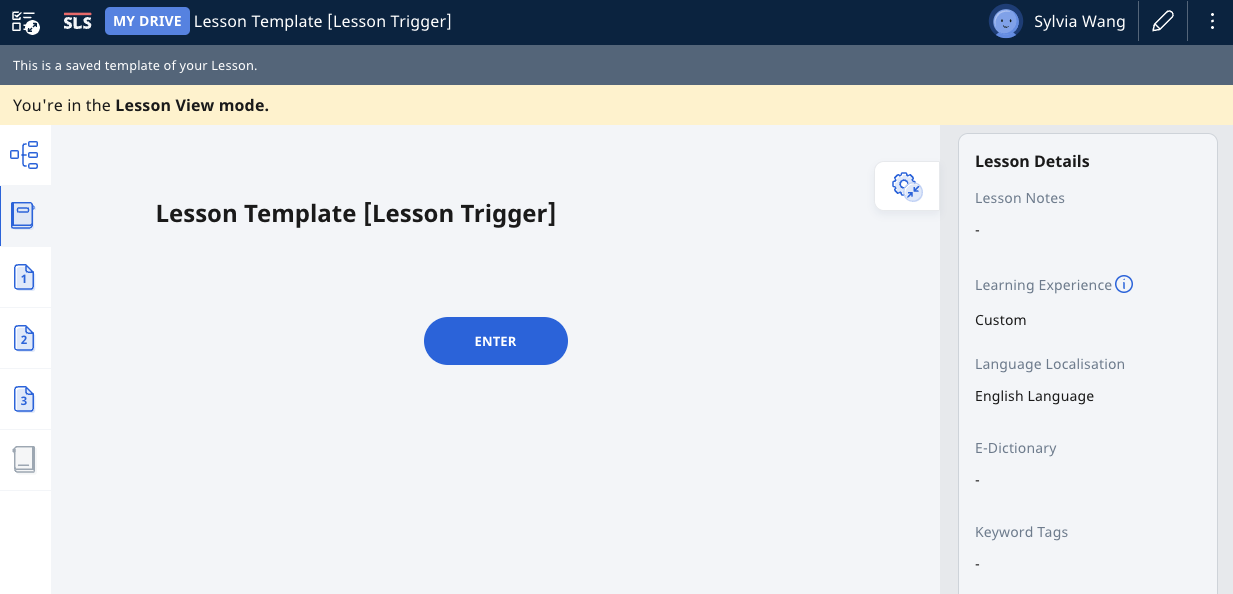 SLS MY DRIVE Lesson Template [Lesson Trigger] Sylvia Wang
This is a saved template of your Lesson.
You're in the Lesson View mode.
Lesson Template [Lesson Trigger]
ENTER
1
2
3
Lesson Details
Lesson Notes
-
Learning Experience i
Custom
Language Localisation
English Language
E-Dictionary
-
Keyword Tags
-